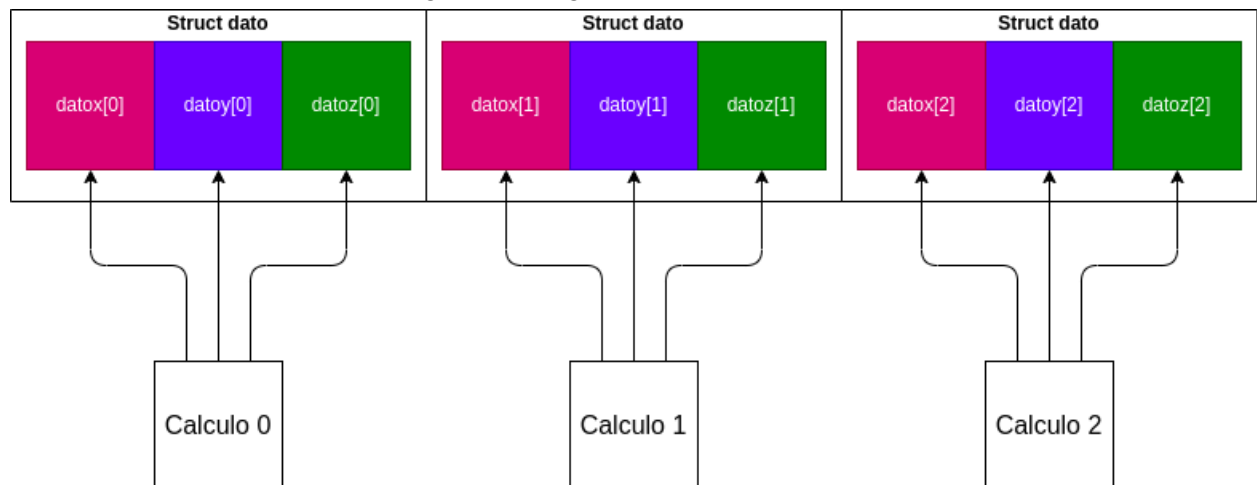 Struct dato
Struct dato
Struct dato
datox[0]
datoy[0]
datoz[0]
datox[1]
datoy[1]
datoz[1]
datox[2]
datoy[2]
datoz[2]
Calculo 0
Calculo 1
Calculo 2